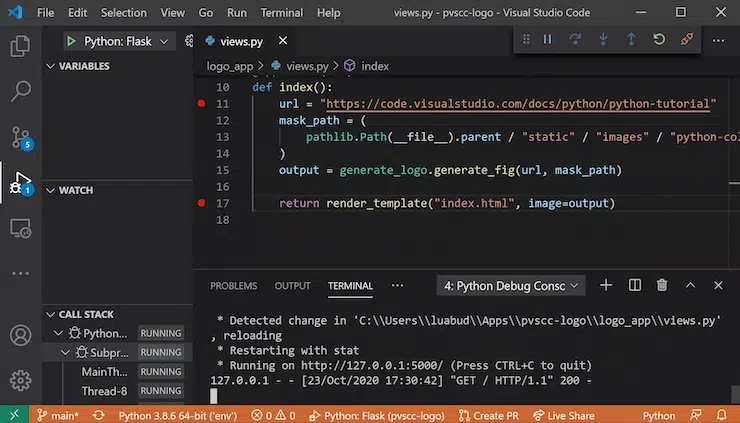 File Edit Selection View Go Run Terminal Help views.py - pvscc-logo - Visual Studio Code
Python: Flask
views.py
logo_app > views.py > index
VARIABLES
10 def index():
11 url = "https://code.visualstudio.com/docs/python/python-tutorial"
12 mask_path = (
13 pathlib.Path(__file__).parent / "static" / "images" / "python-co
14 )
15 output = generate_logo.generate_fig(url, mask_path)
16
17 return render_template("index.html", image=output)
18
5
1
WATCH
PROBLEMS OUTPUT TERMINAL ... 4: Python Debug Consc
CALL STACK
Python... RUNNING
Subpr... RUNNING
MainTh... RUNNING
Thread-8 RUNNING
* Detected change in 'C:\\Users\\luabud\\Apps\\pvscc-logo\\logo_app\\views.py'
, reloading
* Restarting with stat
* Running on http://127.0.0.1:5000/ (Press CTRL+C to quit)
127.0.0.1 - - [23/Oct/2020 17:30:42] "GET / HTTP/1.1" 200 -
main* Python 3.8.6 64-bit ('env') 0 0 Python: Flask (pvscc-logo) Create PR Live Share Python